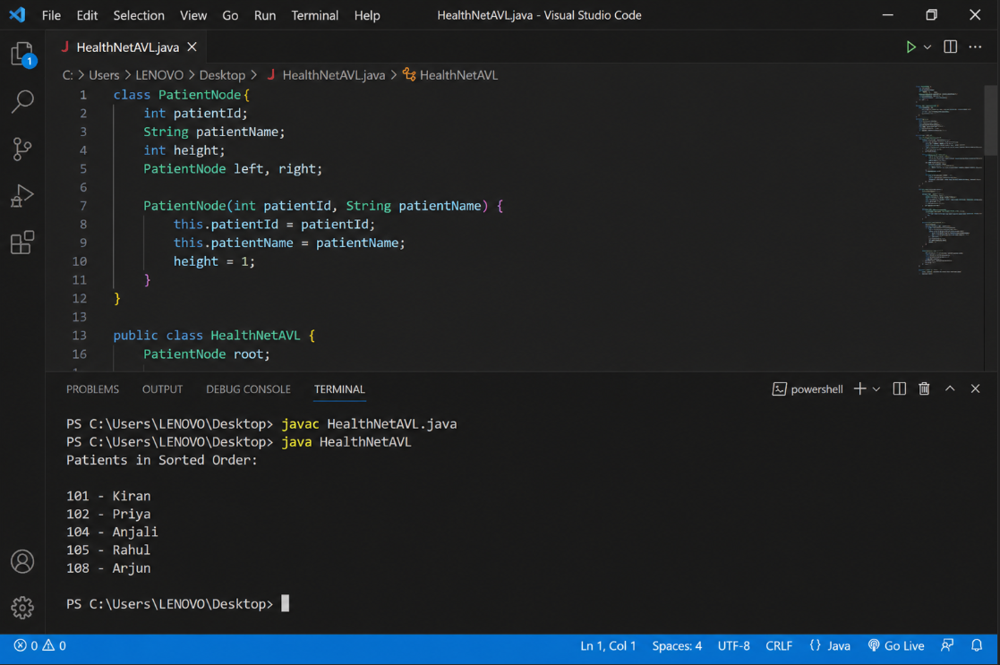 File Edit Selection View Go Run Terminal Help HealthNetAVL.java - Visual Studio Code
J HealthNetAVL.java
1
C: > Users > LENOVO > Desktop > J HealthNetAVL.java > HealthNetAVL
1 class PatientNode{
2     int patientId;
3     String patientName;
4     int height;
5     PatientNode left, right;
6
7     PatientNode(int patientId, String patientName) {
8         this.patientId = patientId;
9         this.patientName = patientName;
10         height = 1;
11     }
12 }
13
13 public class HealthNetAVL {
16     PatientNode root;
PROBLEMS OUTPUT DEBUG CONSOLE TERMINAL powershell
PS C:\Users\LENOVO\Desktop> javac HealthNetAVL.java
PS C:\Users\LENOVO\Desktop> java HealthNetAVL
Patients in Sorted Order:
101 - Kiran
102 - Priya
104 - Anjali
105 - Rahul
108 - Arjun
PS C:\Users\LENOVO\Desktop>
0 0 Ln 1, Col 1 Spaces: 4 UTF-8 CRLF {} Java Go Live